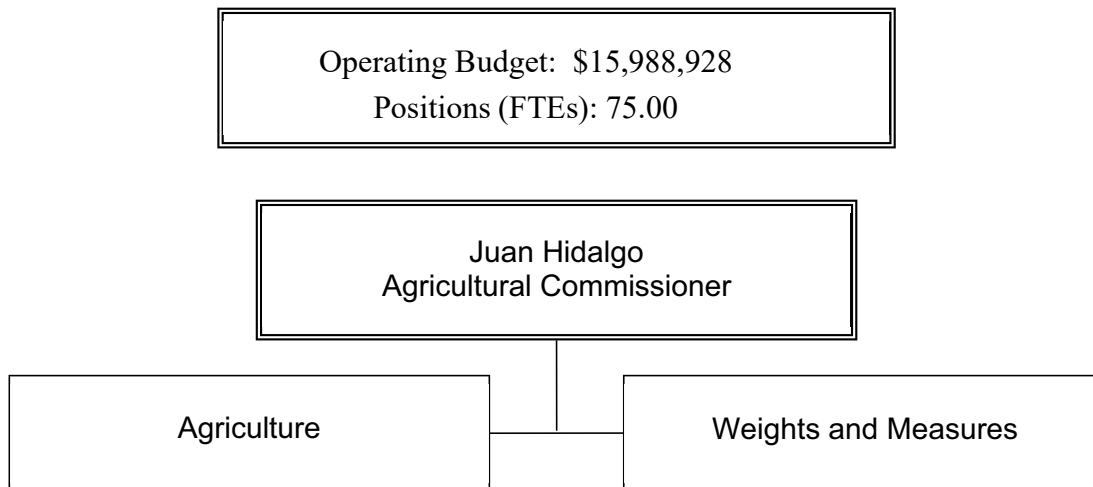 Operating Budget:  $15,988,928
Positions (FTEs): 75.00
Juan Hidalgo
Agricultural Commissioner
Agriculture
Weights and Measures